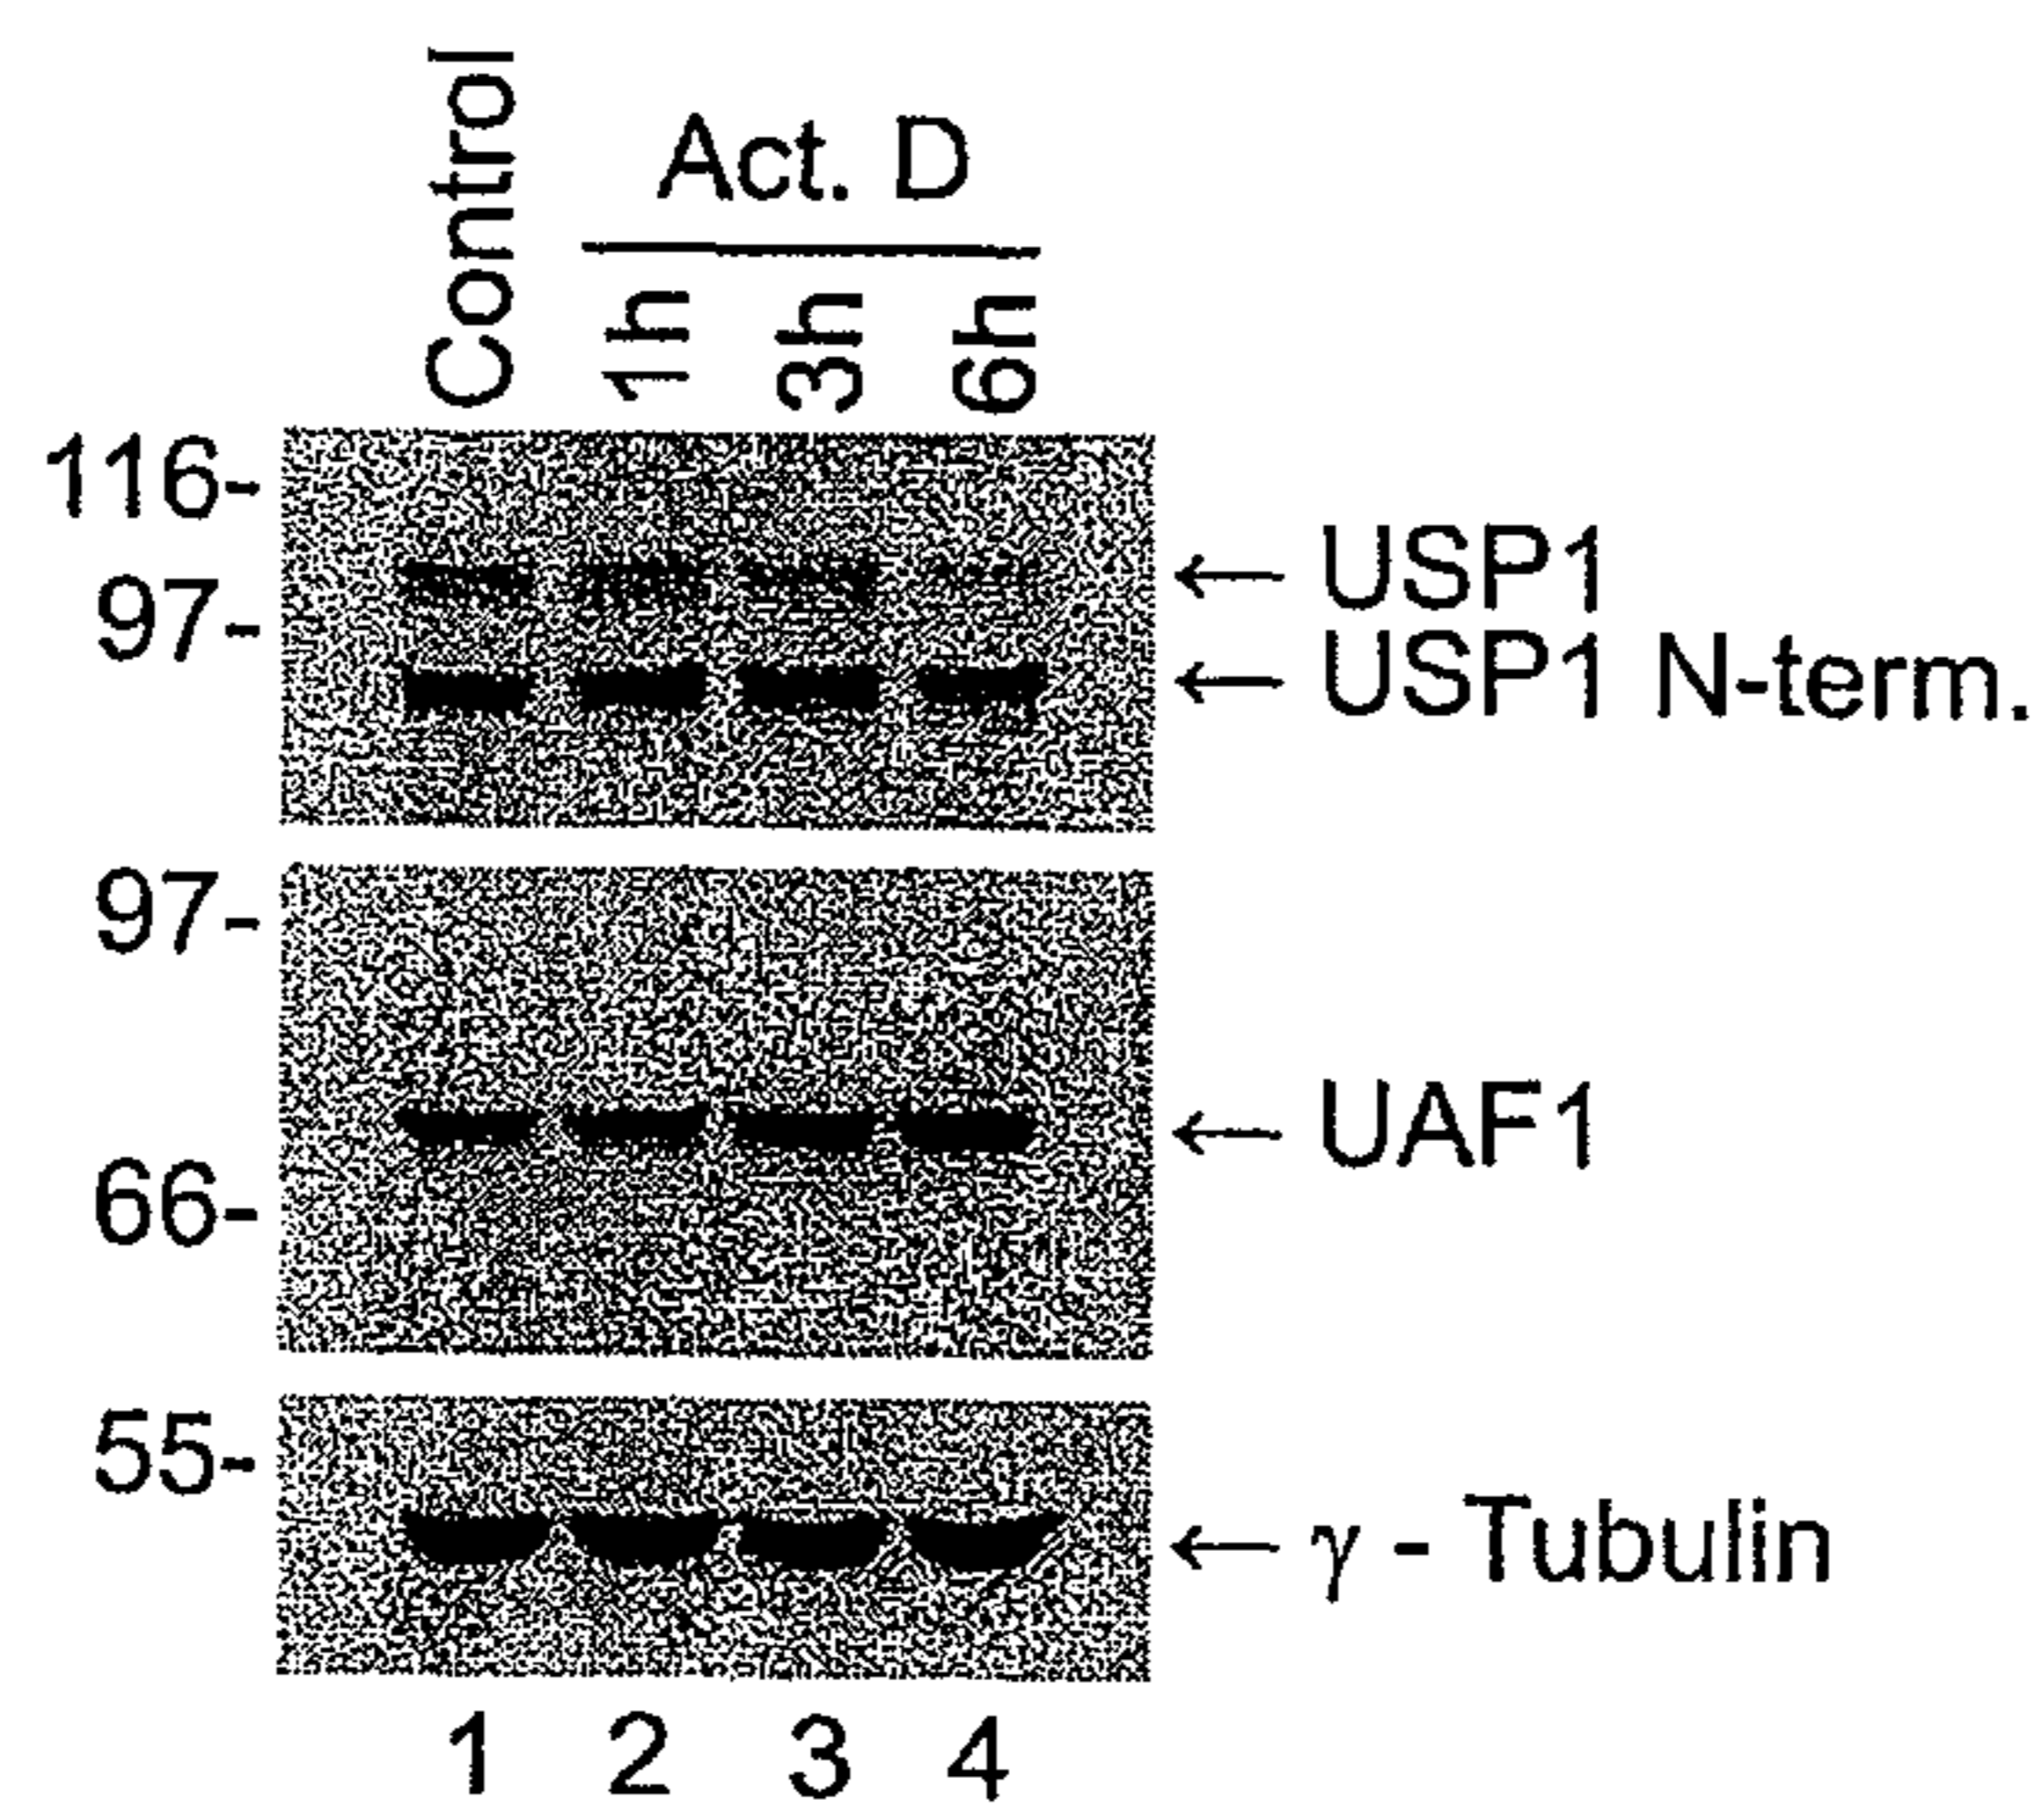 Control
Act. D
1h 3h 6h
116-
97-
← USP1
← USP1 N-term.
97-
66-
← UAF1
55-
← γ - Tubulin
1 2 3 4